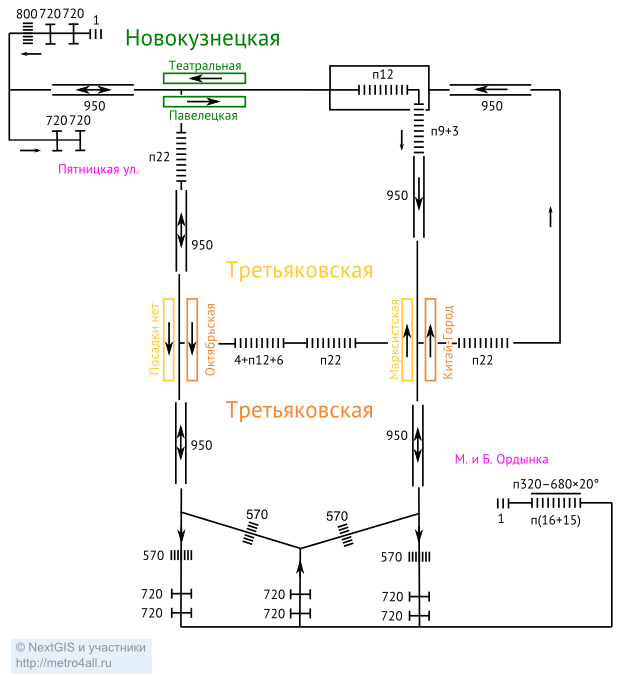 800 720 720 1
Новокузнецкая
Театральная
п12
950
950
Павелецкая
720 720
п9+3
п22
Пятницкая ул.
950
950
Третьяковская
Посадки нет
Октябрьская
Марксистская
Китай-Город
4+п12+6
п22
п22
Третьяковская
950
950
М. и Б. Ордынка
п320–680×20°
570
570
1
п(16+15)
570
570
720
720
720
720
720
720
© NextGIS и участники
http://metro4all.ru